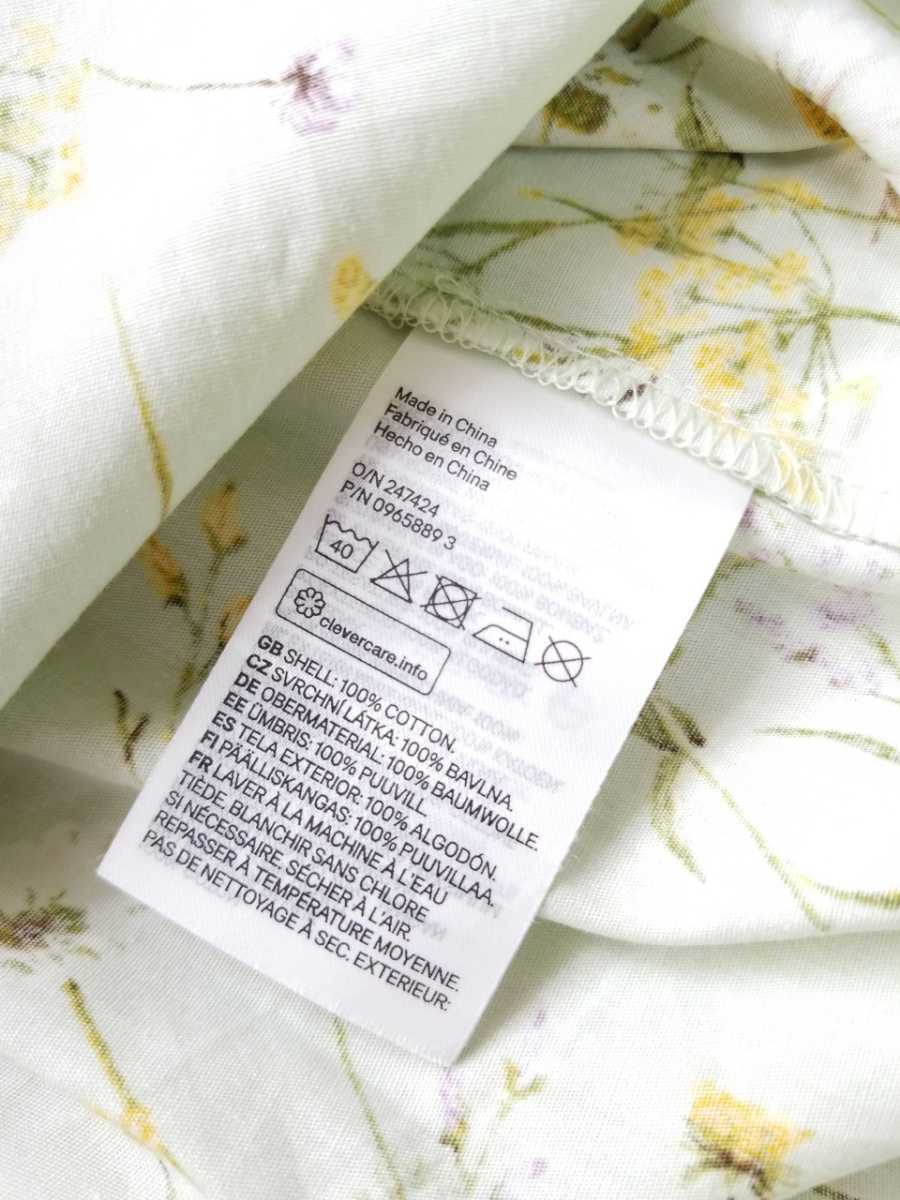 Made in China
Fabriqué en Chine
Hecho en China
O/N 247424
P/N 0965889 3
40
clevercare.info
GB SHELL: 100% COTTON.
CZ SVRCHNÍ LÁTKA: 100% BAVLNA.
DE OBERMATERIAL: 100% BAUMWOLLE.
EE ÜMBRIS: 100% PUUVILL.
ES TELA EXTERIOR: 100% ALGODÓN.
FI PÄÄLLISKANGAS: 100% PUUVILLAA.
FR LAVER À LA MACHINE À L'EAU
TIÈDE. BLANCHIR SANS CHLORE
SI NÉCESSAIRE. SÉCHER À L'AIR.
REPASSER À TEMPÉRATURE MOYENNE.
PAS DE NETTOYAGE À SEC. EXTERIEUR: